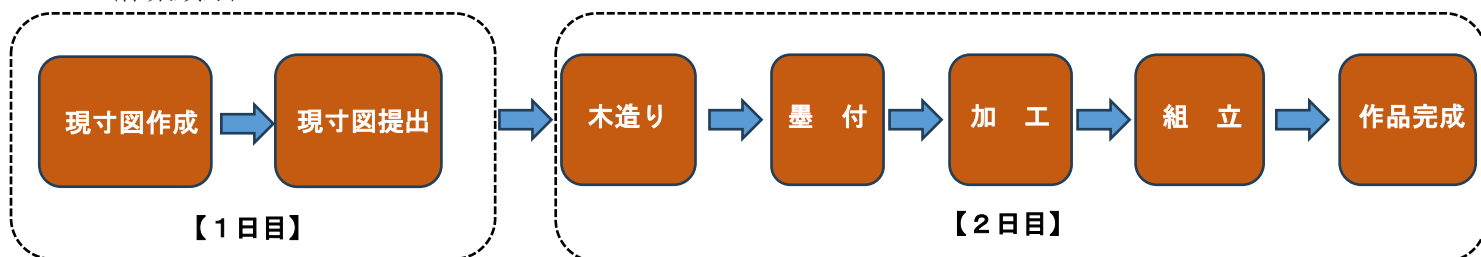 現寸図作成
現寸図提出
木造り
墨　付
加　工
組　立
作品完成
【１日目】
【２日目】